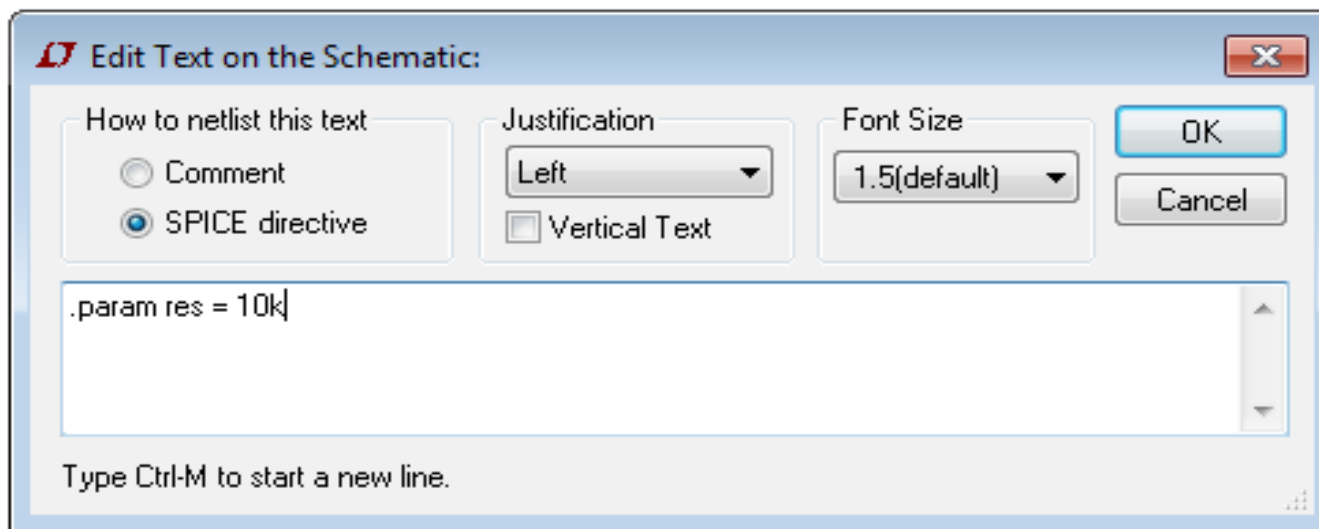 Edit Text on the Schematic:
How to netlist this text
Comment
SPICE directive
Justification
Left
Vertical Text
Font Size
1.5(default)
OK
Cancel
.param res = 10k
Type Ctrl-M to start a new line.